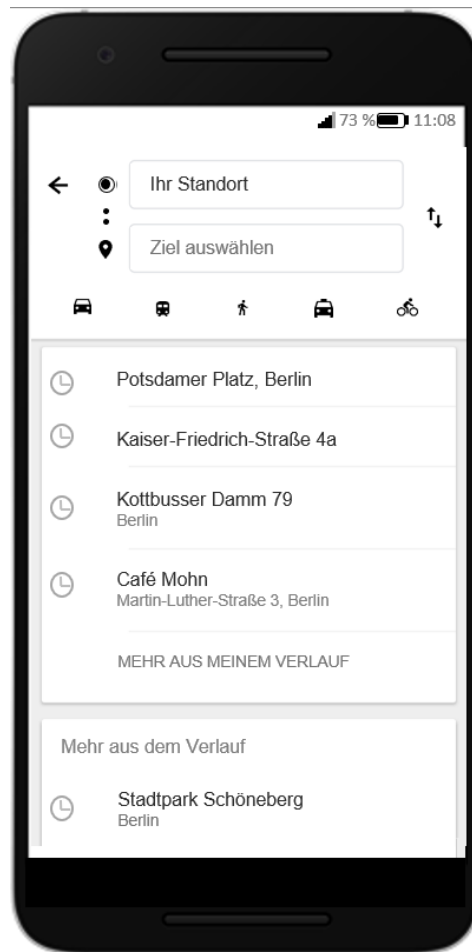 73 % 11:08
Ihr Standort
Ziel auswählen
Potsdamer Platz, Berlin
Kaiser-Friedrich-Straße 4a
Kottbusser Damm 79
Berlin
Café Mohn
Martin-Luther-Straße 3, Berlin
MEHR AUS MEINEM VERLAUF
Mehr aus dem Verlauf
Stadtpark Schöneberg
Berlin